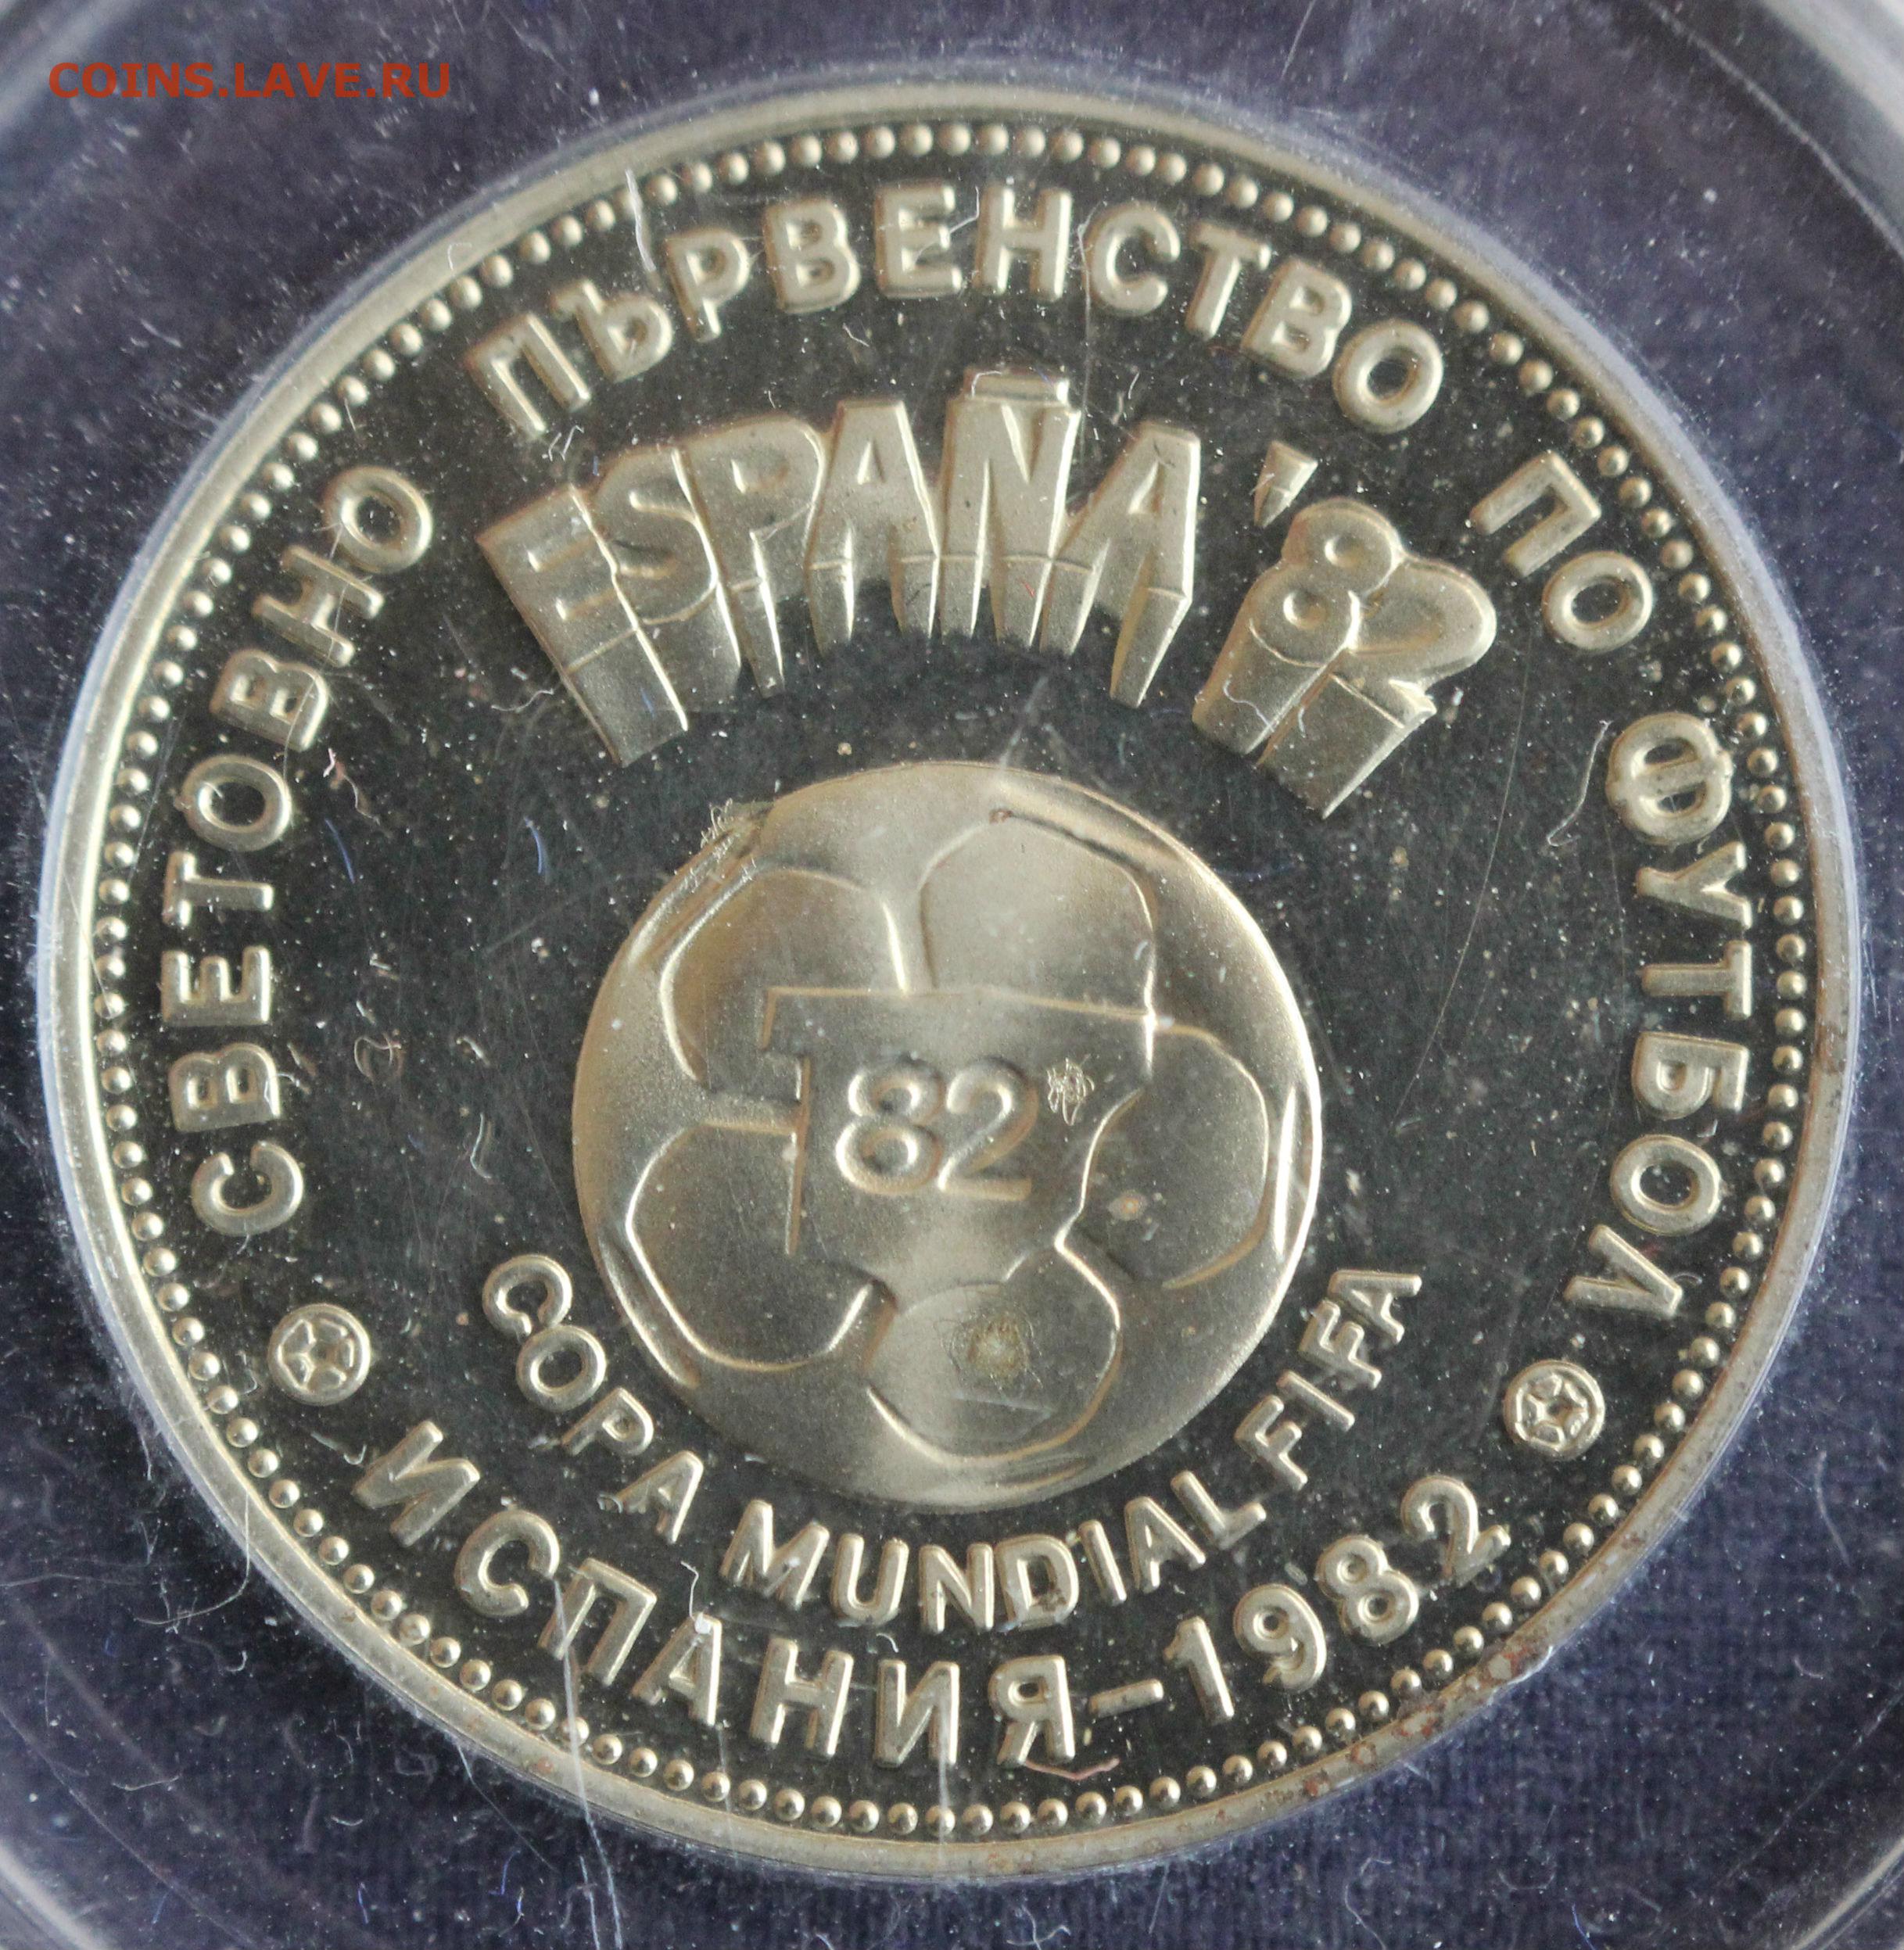 COINS.LAVE.RU
СВЕТОВНО ПЪРВЕНСТВО ПО ФУТБОЛ
ESPAÑA '82
82
COPA MUNDIAL FIFA
ИСПАНИЯ-1982